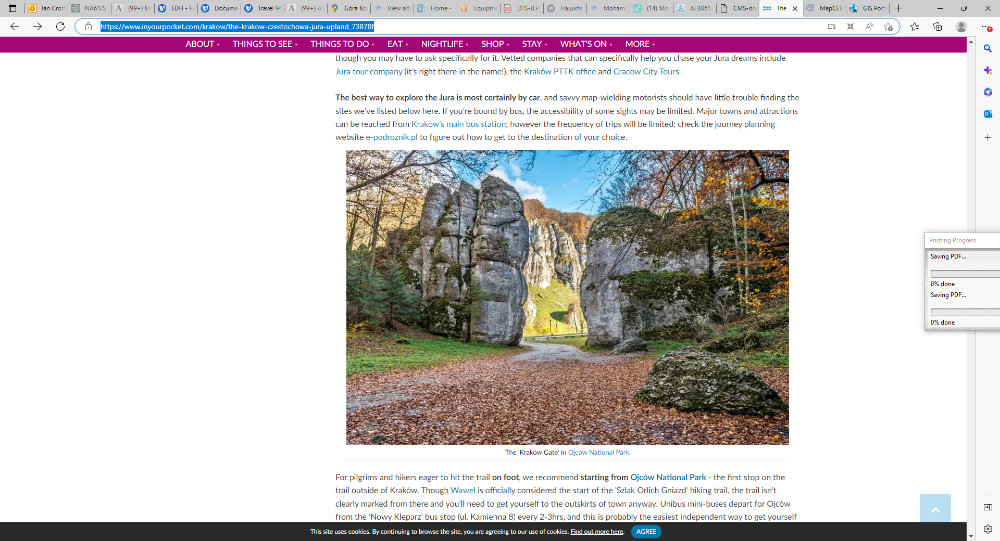 Ian Crott
NA61/SH
(99+) M
EDH - H
Docume
Travel 96
(99+) A
Góra Ko
View art
Home -
Equipme
DTS-JLP
Нашите
Mohamm
(14) Mo
AFB0612
CMS-do
The
MapCER
GIS Port
https://www.inyourpocket.com/krakow/the-krakow-czestochowa-jura-upland_73878f
ABOUT THINGS TO SEE THINGS TO DO EAT NIGHTLIFE SHOP STAY WHAT'S ON MORE
though you may have to ask specifically for it. Vetted companies that can specifically help you chase your Jura dreams include
Jura tour company (it's right there in the name!), the Kraków PTTK office and Cracow City Tours.
The best way to explore the Jura is most certainly by car, and savvy map-wielding motorists should have little trouble finding the
sites we've listed below here. If you're bound by bus, the accessibility of some sights may be limited. Major towns and attractions
can be reached from Kraków's main bus station; however the frequency of trips will be limited; check the journey planning
website e-podroznik.pl to figure out how to get to the destination of your choice.
Printing Progress
Saving PDF...
0% done
Saving PDF...
0% done
The 'Kraków Gate' in Ojców National Park.
For pilgrims and hikers eager to hit the trail on foot, we recommend starting from Ojców National Park - the first stop on the
trail outside of Kraków. Though Wawel is officially considered the start of the 'Szlak Orlich Gniazd' hiking trail, the trail isn't
clearly marked from there and you'll need to get yourself to the outskirts of town anyway. Unibus mini-buses depart for Ojców
from the 'Nowy Kleparz' bus stop (ul. Kamienna 8) every 2-3hrs, and this is probably the easiest independent way to get yourself
This site uses cookies. By continuing to browse the site, you are agreeing to our use of cookies. Find out more here. AGREE